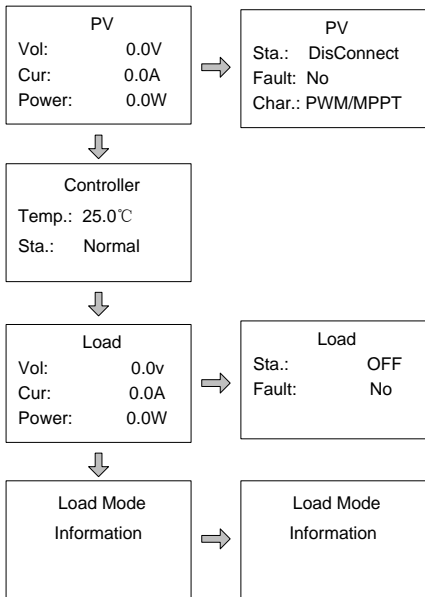 PV
Vol: 0.0V
Cur: 0.0A
Power: 0.0W
PV
Sta.: DisConnect
Fault: No
Char.: PWM/MPPT
Controller
Temp.: 25.0℃
Sta.: Normal
Load
Vol: 0.0v
Cur: 0.0A
Power: 0.0W
Load
Sta.: OFF
Fault: No
Load Mode
Information
Load Mode
Information